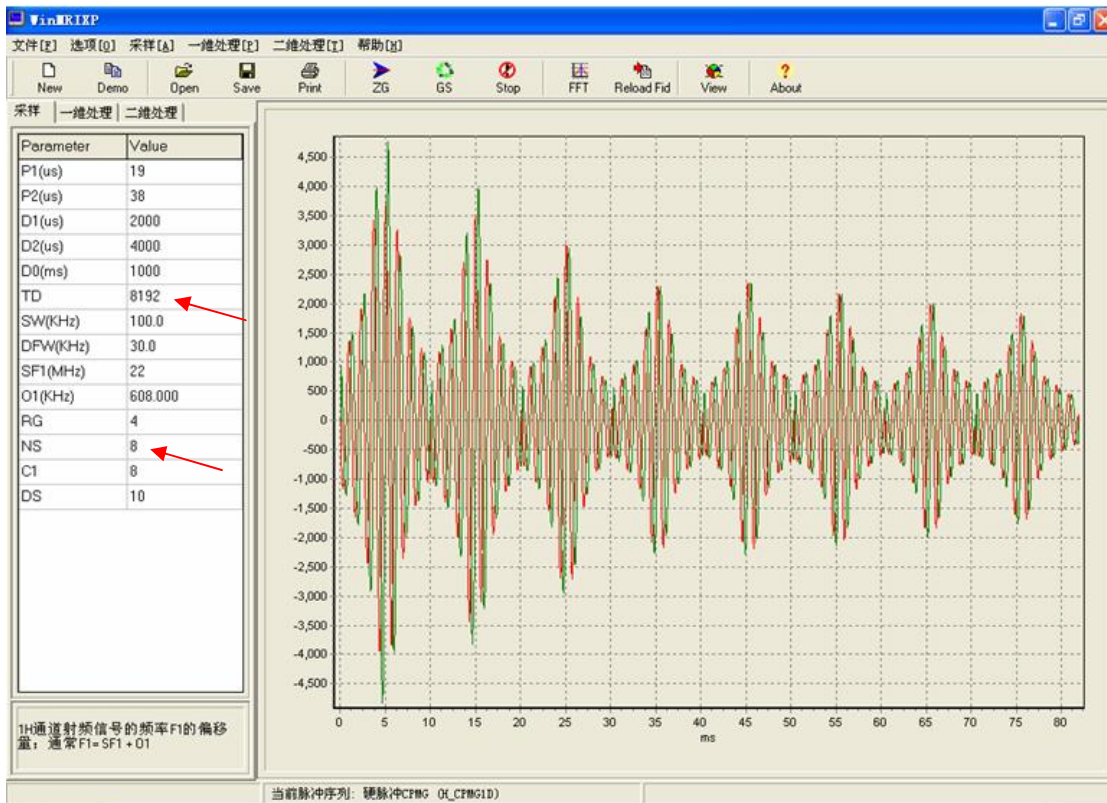 WinMRIXP
文件[F] 选项[O] 采样[A] 一维处理[P] 二维处理[T] 帮助[H]
New Demo Open Save Print ZG GS Stop FFT Reload Fid View About
采样 一维处理 二维处理
Parameter Value
P1(us) 19
P2(us) 38
D1(us) 2000
D2(us) 4000
D0(ms) 1000
TD 8192
SW(KHz) 100.0
DFW(KHz) 30.0
SF1(MHz) 22
O1(KHz) 608.000
RG 4
NS 8
C1 8
DS 10
4,500
4,000
3,500
3,000
2,500
2,000
1,500
1,000
500
0
-500
-1,000
-1,500
-2,000
-2,500
-3,000
-3,500
-4,000
-4,500
0 5 10 15 20 25 30 35 40 45 50 55 60 65 70 75 80
ms
1H通道射频信号的频率F1的偏移
量；通常F1=SF1+O1
当前脉冲序列: 硬脉冲CPMG (H_CPMG1D)